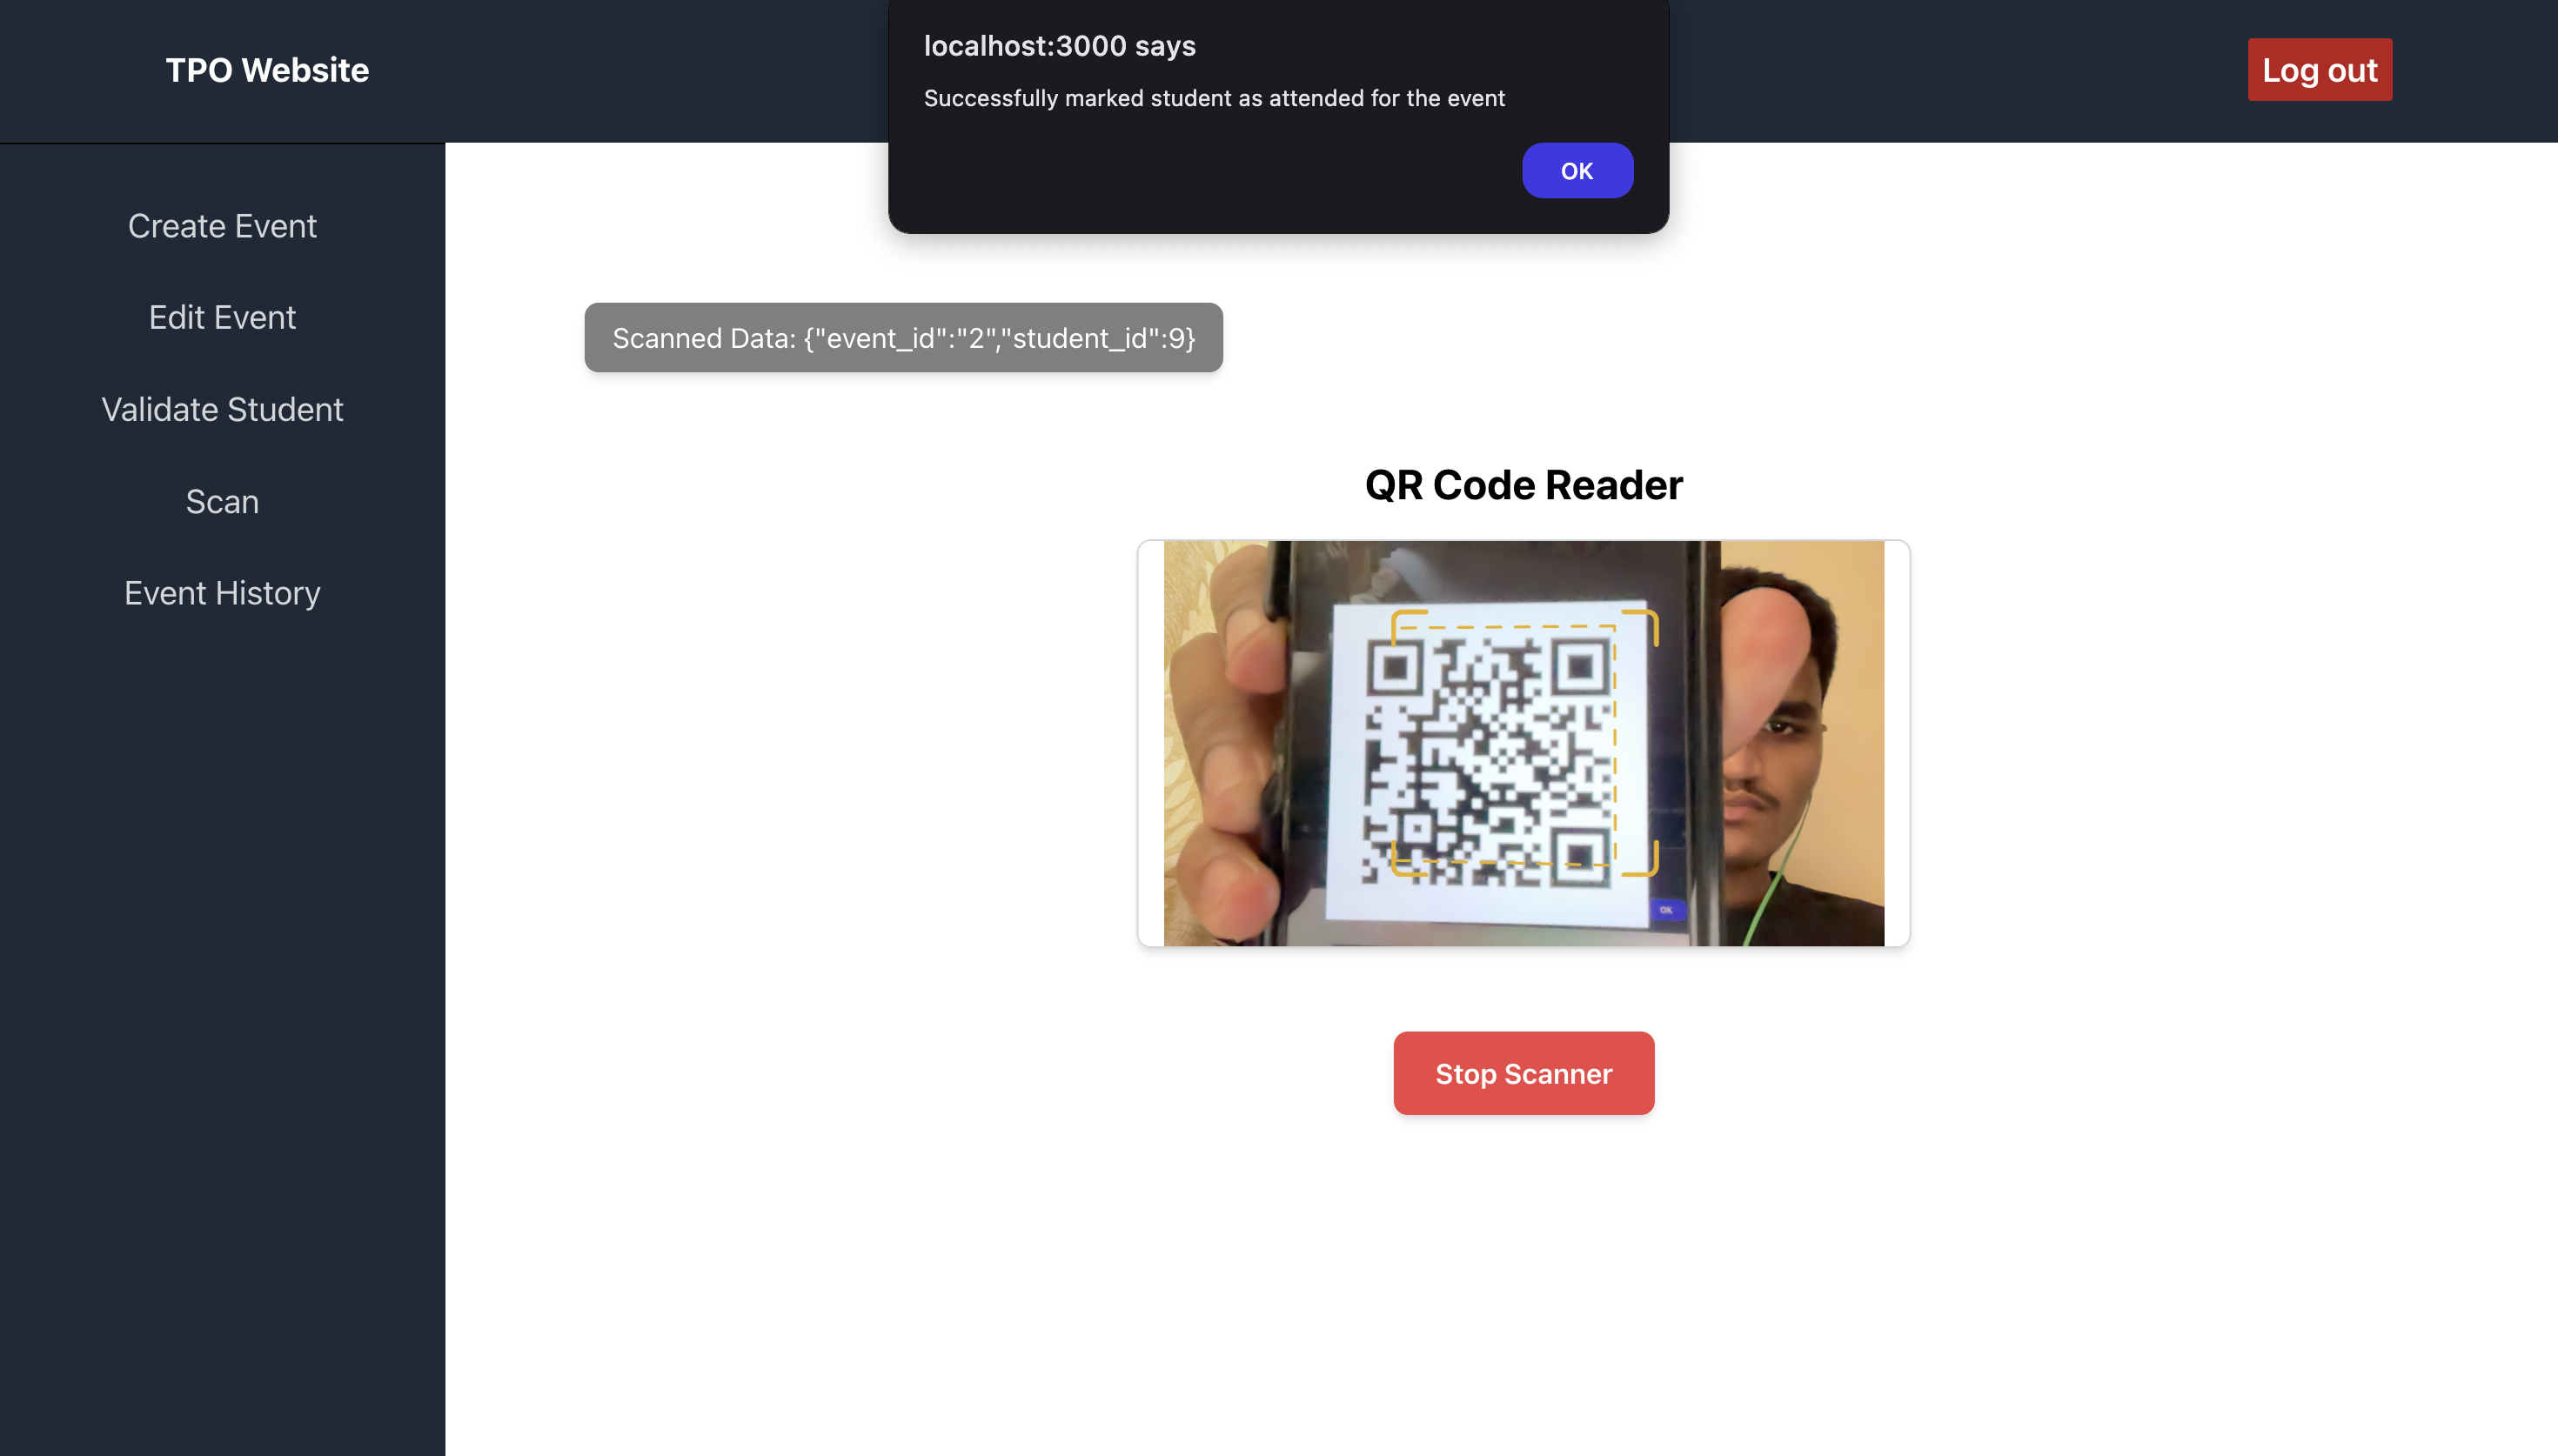 TPO Website
localhost:3000 says
Successfully marked student as attended for the event
OK
Log out
Create Event
Edit Event
Validate Student
Scan
Event History
Scanned Data: {"event_id":"2","student_id":9}
QR Code Reader
OK
Stop Scanner